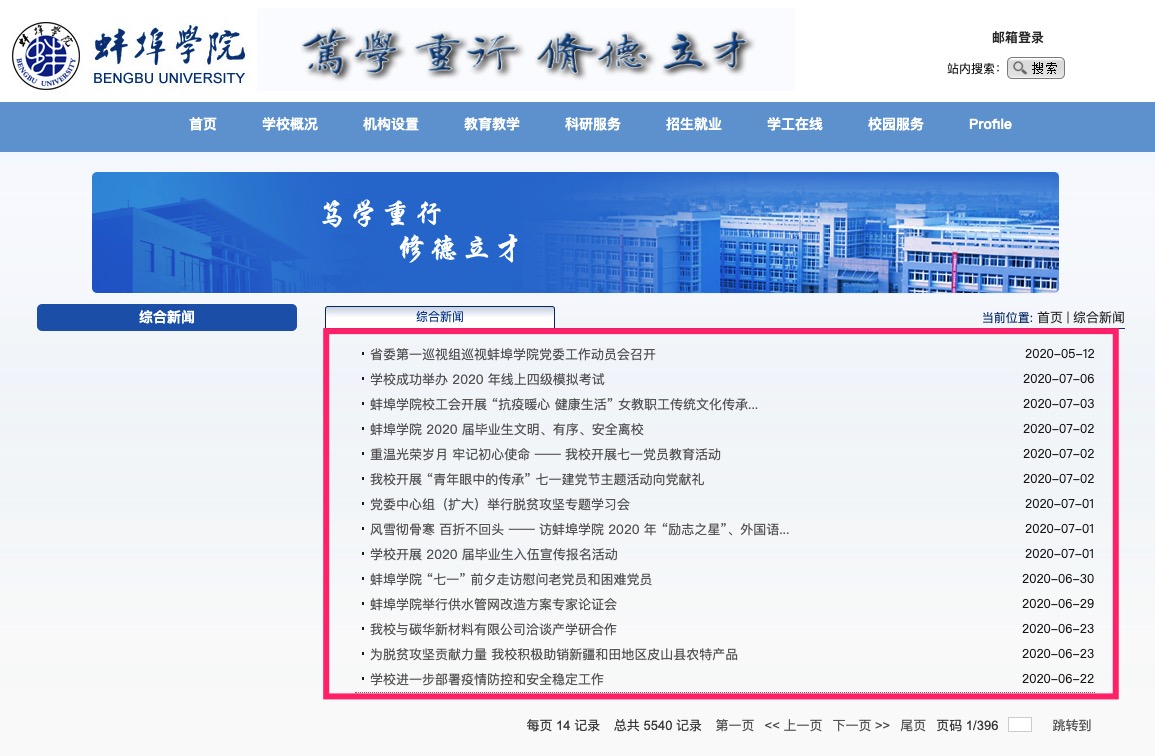 蚌埠学院
BENGBU UNIVERSITY
篤學 重行 脩德 立才
邮箱登录
站内搜索: 搜索
首页 学校概况 机构设置 教育教学 科研服务 招生就业 学工在线 校园服务 Profile
笃学重行
修德立才
综合新闻
综合新闻
当前位置: 首页 | 综合新闻
· 省委第一巡视组巡视蚌埠学院党委工作动员会召开 2020-05-12
· 学校成功举办 2020 年线上四级模拟考试 2020-07-06
· 蚌埠学院校工会开展 “抗疫暖心 健康生活” 女教职工传统文化传承... 2020-07-03
· 蚌埠学院 2020 届毕业生文明、有序、安全离校 2020-07-02
· 重温光荣岁月 牢记初心使命 —— 我校开展七一党员教育活动 2020-07-02
· 我校开展 “青年眼中的传承” 七一建党节主题活动向党献礼 2020-07-02
· 党委中心组（扩大）举行脱贫攻坚专题学习会 2020-07-01
· 风雪彻骨寒 百折不回头 —— 访蚌埠学院 2020 年 “励志之星”、外国语... 2020-07-01
· 学校开展 2020 届毕业生入伍宣传报名活动 2020-07-01
· 蚌埠学院 “七一” 前夕走访慰问老党员和困难党员 2020-06-30
· 蚌埠学院举行供水管网改造方案专家论证会 2020-06-29
· 我校与碳华新材料有限公司洽谈产学研合作 2020-06-23
· 为脱贫攻坚贡献力量 我校积极助销新疆和田地区皮山县农特产品 2020-06-23
· 学校进一步部署疫情防控和安全稳定工作 2020-06-22
每页 14 记录 总共 5540 记录 第一页 << 上一页 下一页 >> 尾页 页码 1/396 跳转到